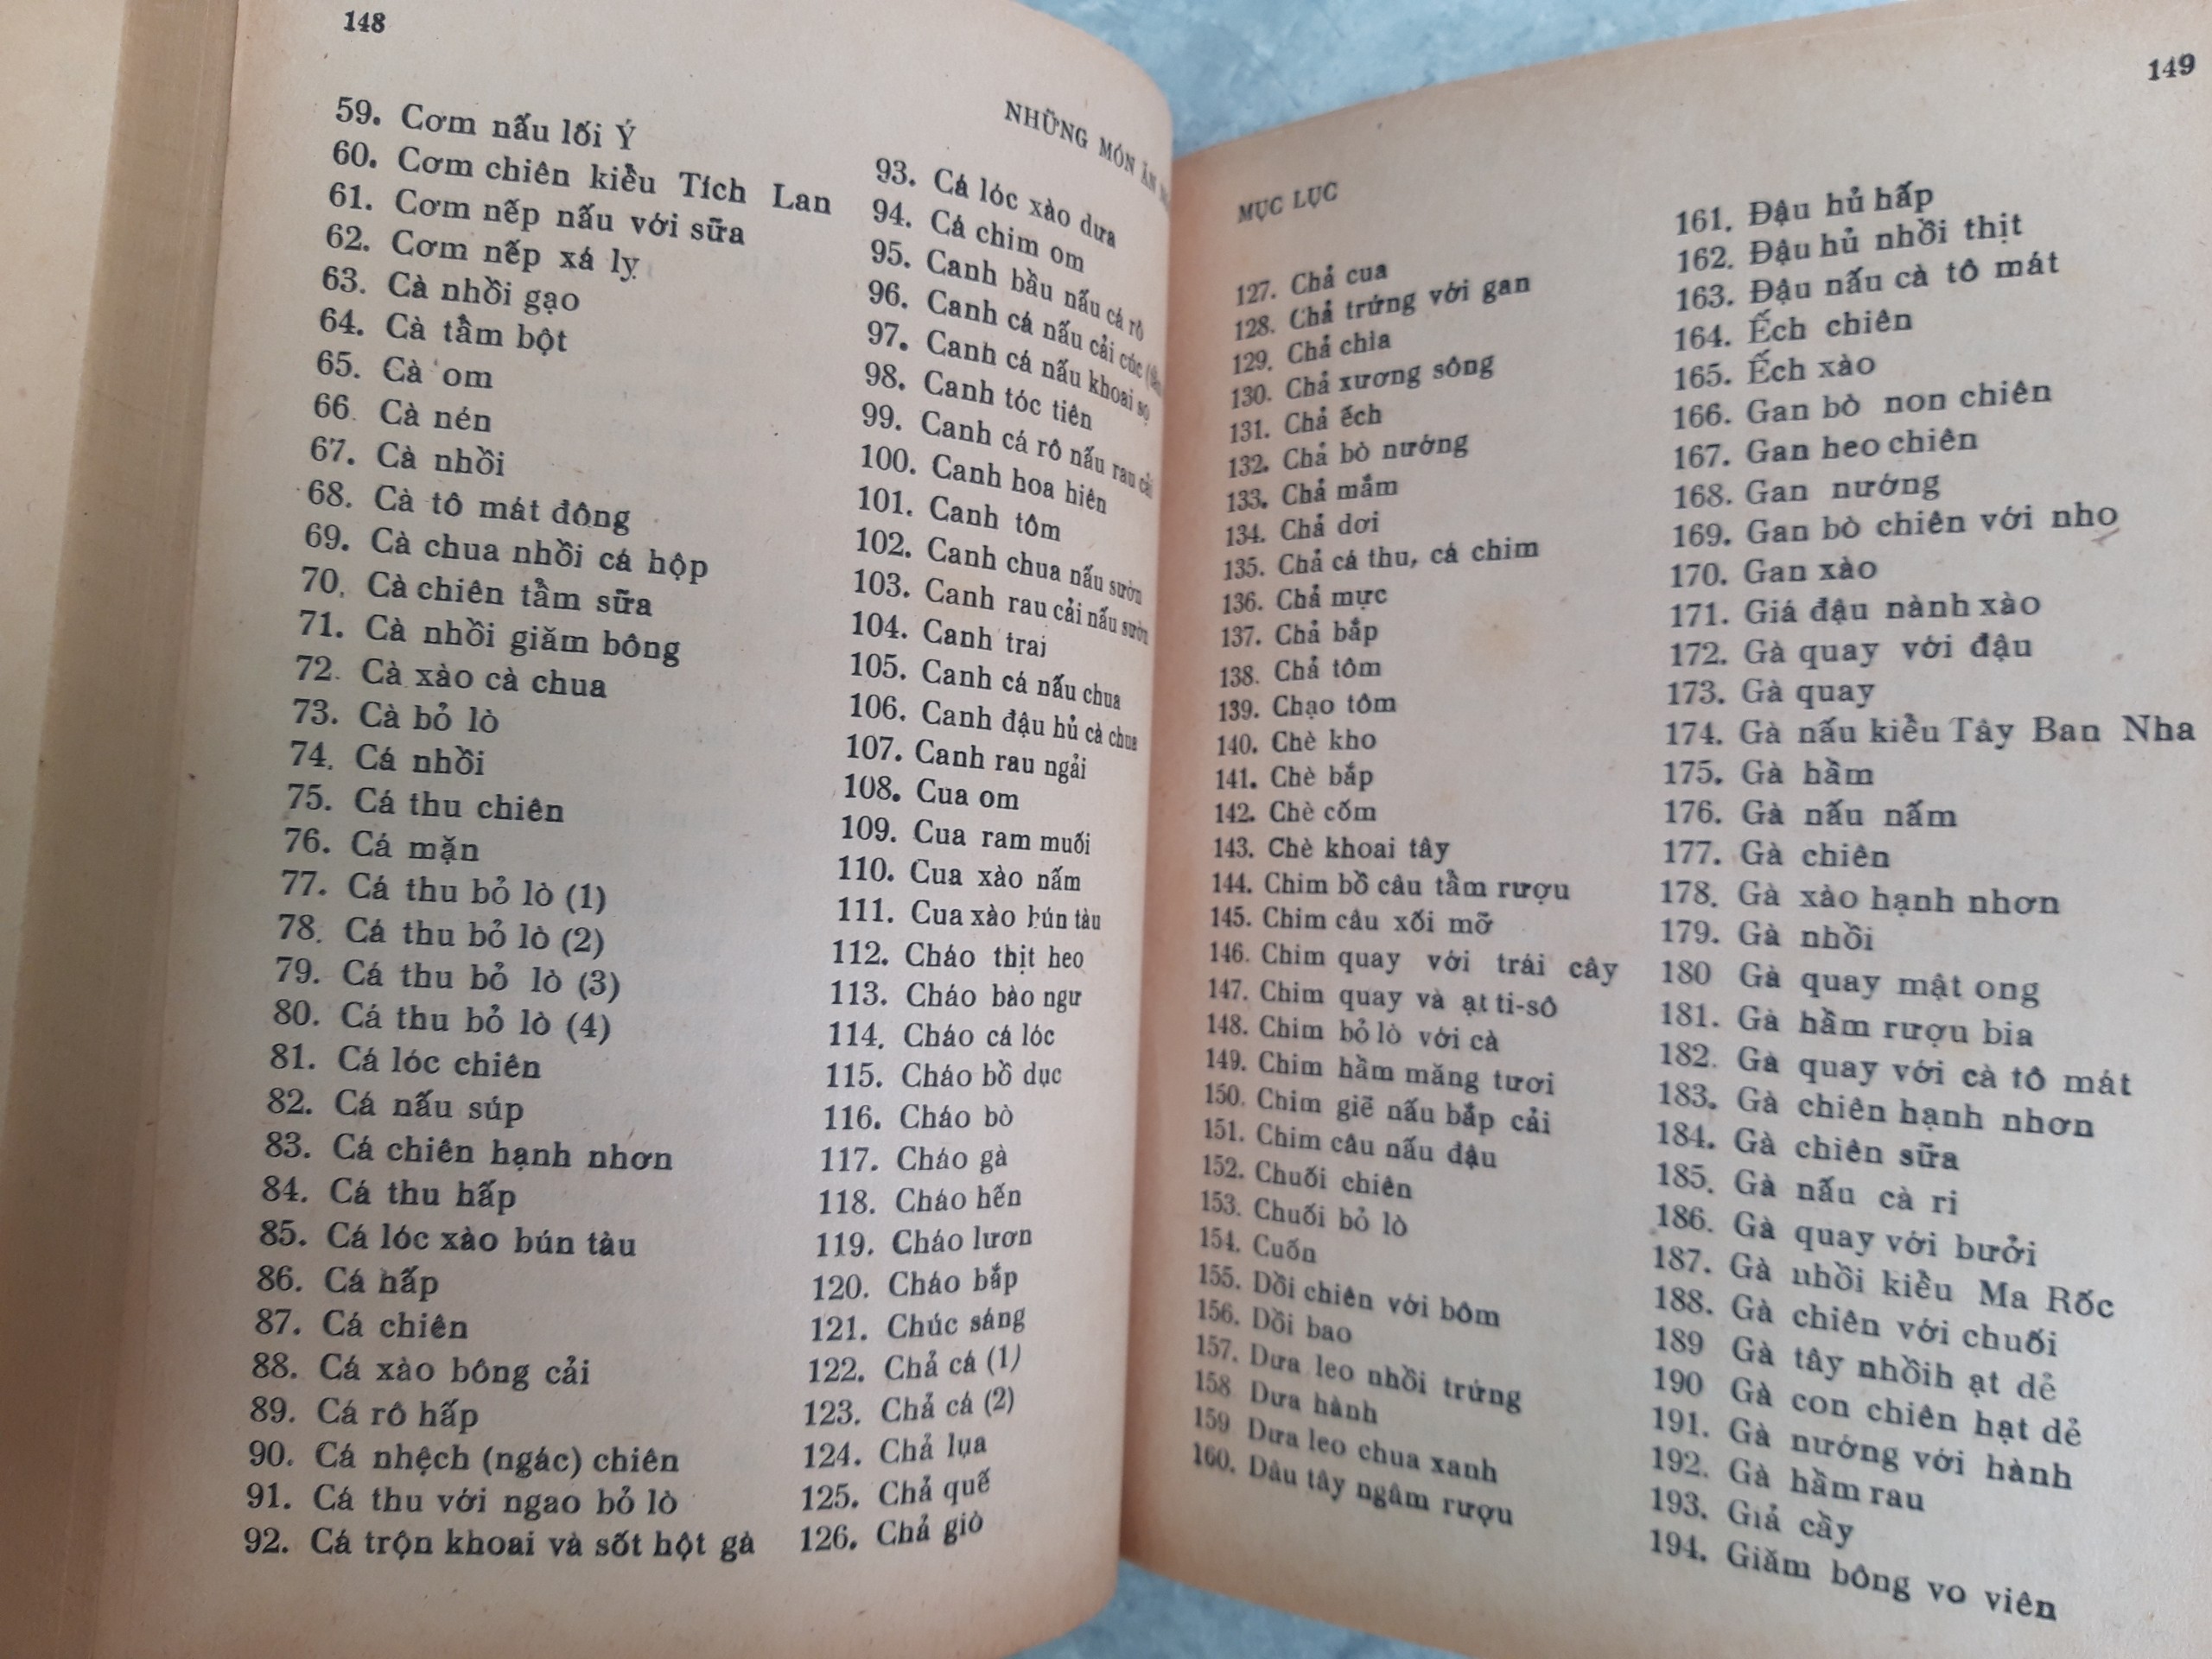 148
NHỮNG MÓN ĂN
59. Cơm nấu lối Ý
60. Cơm chiên kiểu Tích Lan
61. Cơm nếp nấu với sữa
62. Cơm nếp xá lỵ
63. Cà nhồi gạo
64. Cà tẩm bột
65. Cà om
66. Cà nén
67. Cà nhồi
68. Cà tô mát đông
69. Cà chua nhồi cá hộp
70. Cà chiên tẩm sữa
71. Cà nhồi giăm bông
72. Cà xào cà chua
73. Cà bỏ lò
74. Cá nhồi
75. Cá thu chiên
76. Cá mặn
77. Cá thu bỏ lò (1)
78. Cá thu bỏ lò (2)
79. Cá thu bỏ lò (3)
80. Cá thu bỏ lò (4)
81. Cá lóc chiên
82. Cá nấu súp
83. Cá chiên hạnh nhơn
84. Cá thu hấp
85. Cá lóc xào bún tàu
86. Cá hấp
87. Cá chiên
88. Cá xào bông cải
89. Cá rô hấp
90. Cá nhệch (ngác) chiên
91. Cá thu với ngao bỏ lò
92. Cá trộn khoai và sốt hột gà
93. Cá lóc xào dưa
94. Cá chim om
95. Canh bầu nấu cá rô
96. Canh cá nấu cải cúc
97. Canh cá nấu khoai sọ
98. Canh tóc tiên
99. Canh cá rô nấu rau cải
100. Canh hoa hiên
101. Canh tôm
102. Canh chua nấu sườn
103. Canh rau cải nấu sườn
104. Canh trai
105. Canh cá nấu chua
106. Canh đậu hủ cà chua
107. Canh rau ngải
108. Cua om
109. Cua ram muối
110. Cua xào nấm
111. Cua xào bún tàu
112. Cháo thịt heo
113. Cháo bào ngư
114. Cháo cá lóc
115. Cháo bồ dục
116. Cháo bò
117. Cháo gà
118. Cháo hến
119. Cháo lươn
120. Cháo bắp
121. Chúc sáng
122. Chả cá (1)
123. Chả cá (2)
124. Chả lụa
125. Chả quế
126. Chả giò
149
MỤC LỤC
127. Chả cua
128. Chả trứng với gan
129. Chả chìa
130. Chả xương sông
131. Chả ếch
132. Chả bò nướng
133. Chả mắm
134. Chả dơi
135. Chả cá thu, cá chim
136. Chả mực
137. Chả bắp
138. Chả tôm
139. Chạo tôm
140. Chè kho
141. Chè bắp
142. Chè cốm
143. Chè khoai tây
144. Chim bồ câu tẩm rượu
145. Chim câu xối mỡ
146. Chim quay với trái cây
147. Chim quay và ạt ti-sô
148. Chim bỏ lò với cà
149. Chim hầm măng tươi
150. Chim giẽ nấu bắp cải
151. Chim câu nấu đậu
152. Chuối chiên
153. Chuối bỏ lò
154. Cuốn
155. Dồi chiên với bôm
156. Dồi bao
157. Dưa leo nhồi trứng
158 Dưa hành
159 Dưa leo chua xanh
160. Dâu tây ngâm rượu
161. Đậu hủ hấp
162. Đậu hủ nhồi thịt
163. Đậu nấu cà tô mát
164. Ếch chiên
165. Ếch xào
166. Gan bò non chiên
167. Gan heo chiên
168. Gan nướng
169. Gan bò chiên với nho
170. Gan xào
171. Giá đậu nành xào
172. Gà quay với đậu
173. Gà quay
174. Gà nấu kiểu Tây Ban Nha
175. Gà hầm
176. Gà nấu nấm
177. Gà chiên
178. Gà xào hạnh nhơn
179. Gà nhồi
180 Gà quay mật ong
181. Gà hầm rượu bia
182. Gà quay với cà tô mát
183. Gà chiên hạnh nhơn
184. Gà chiên sữa
185. Gà nấu cà ri
186. Gà quay với bưởi
187. Gà nhồi kiểu Ma Rốc
188. Gà chiên với chuối
189 Gà tây nhồih ạt dẻ
190 Gà con chiên hạt dẻ
191. Gà nướng với hành
192. Gà hầm rau
193. Giả cầy
194. Giăm bông vo viên